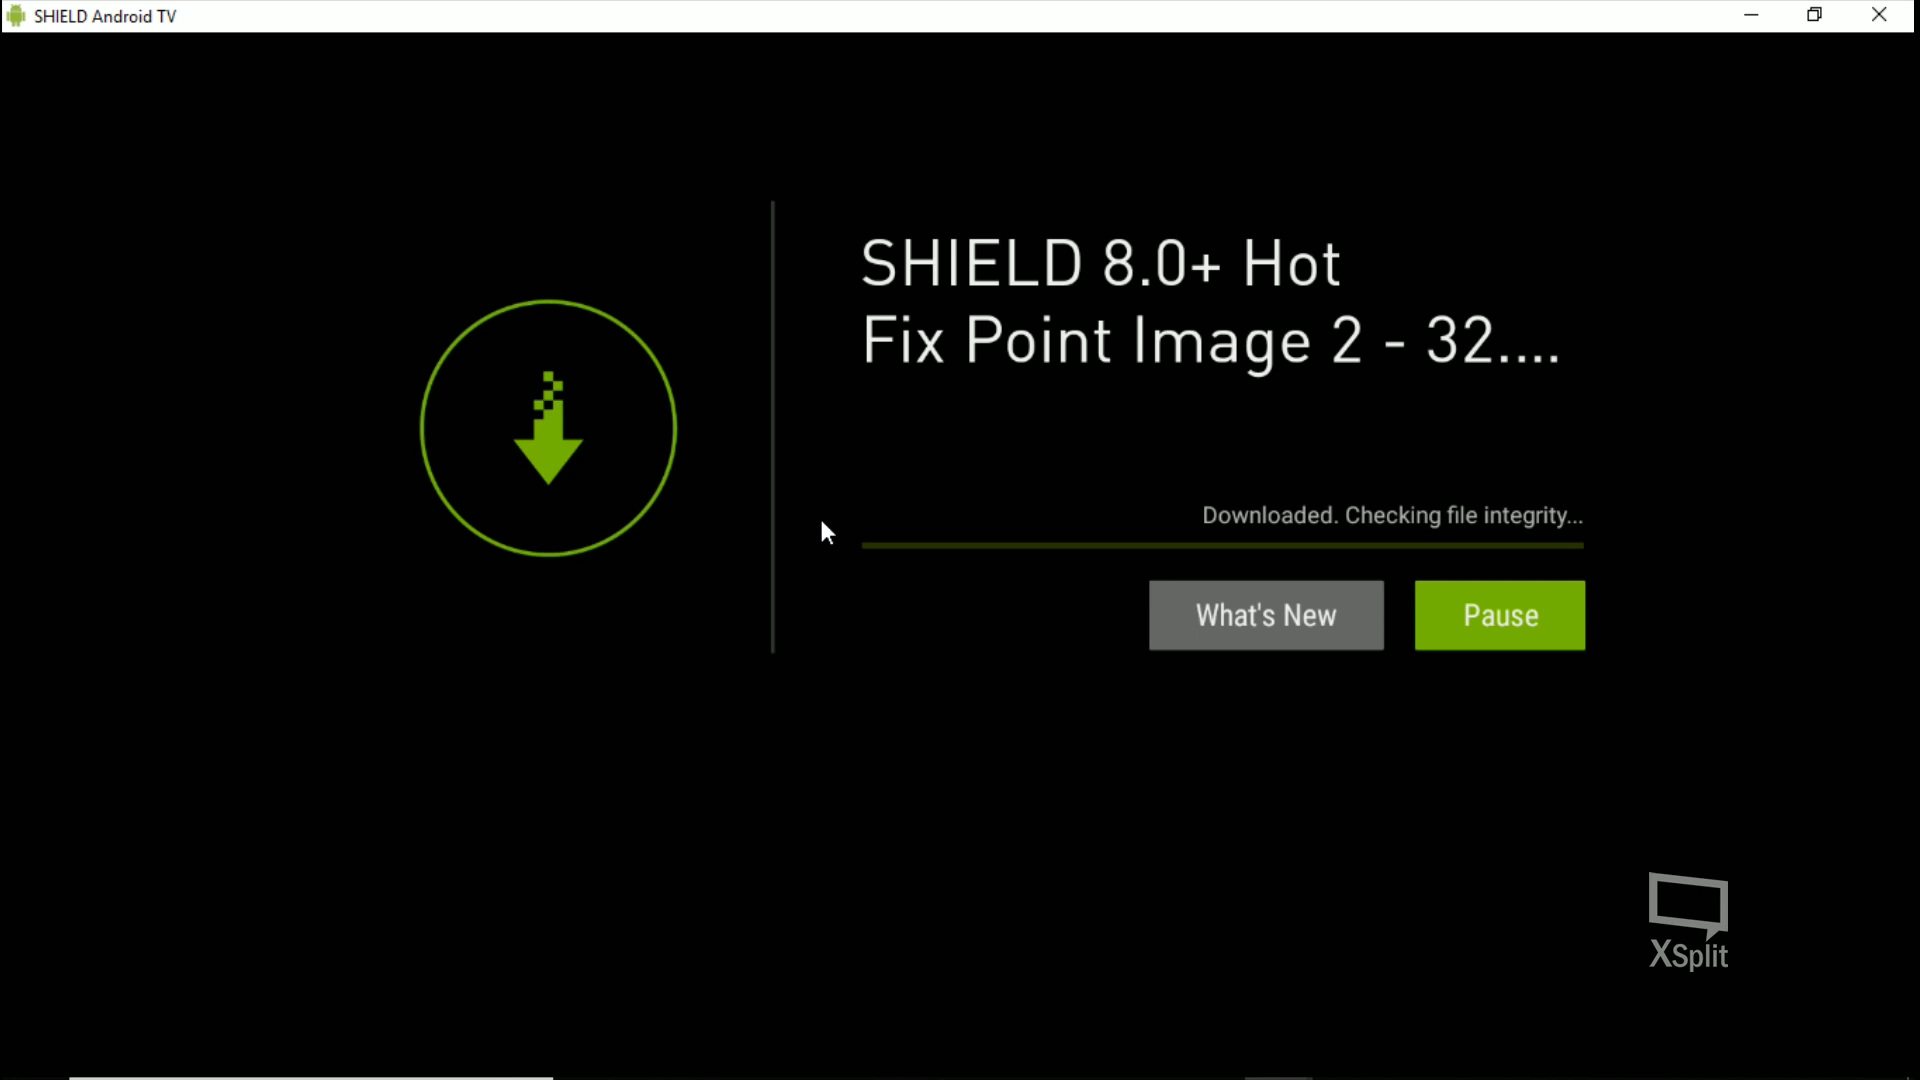 SHIELD Android TV
SHIELD 8.0+ Hot
Fix Point Image 2 - 32....
Downloaded. Checking file integrity...
What's New
Pause
XSplit